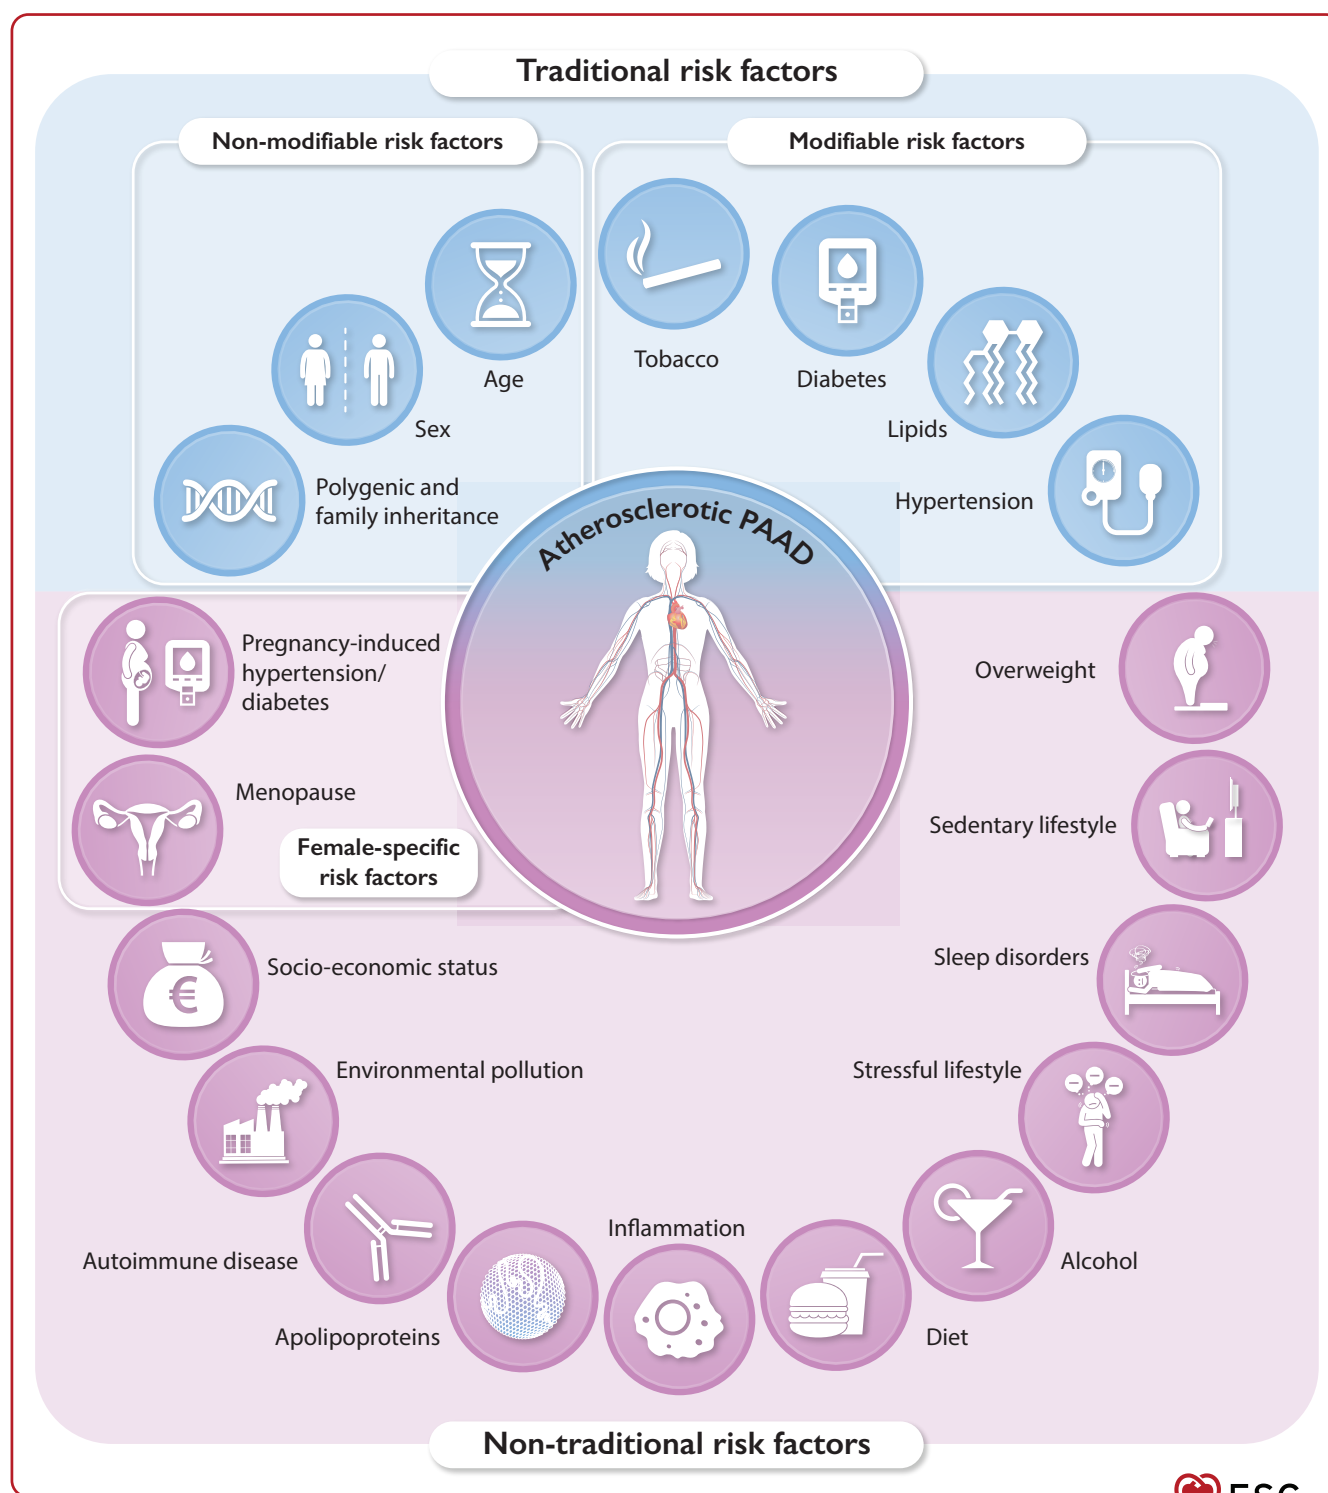 Traditional risk factors
Non-modifiable risk factors
Modifiable risk factors
Tobacco
Age
Diabetes
Sex
Lipids
Polygenic and
family inheritance
Hypertension
Atherosclerotic PAAD
Pregnancy-induced
hypertension/
diabetes
Overweight
Menopause
Female-specific
risk factors
Sedentary lifestyle
Sleep disorders
Socio-economic status
€
Environmental pollution
Stressful lifestyle
Inflammation
Autoimmune disease
Alcohol
Apolipoproteins
Diet
Non-traditional risk factors
ESC